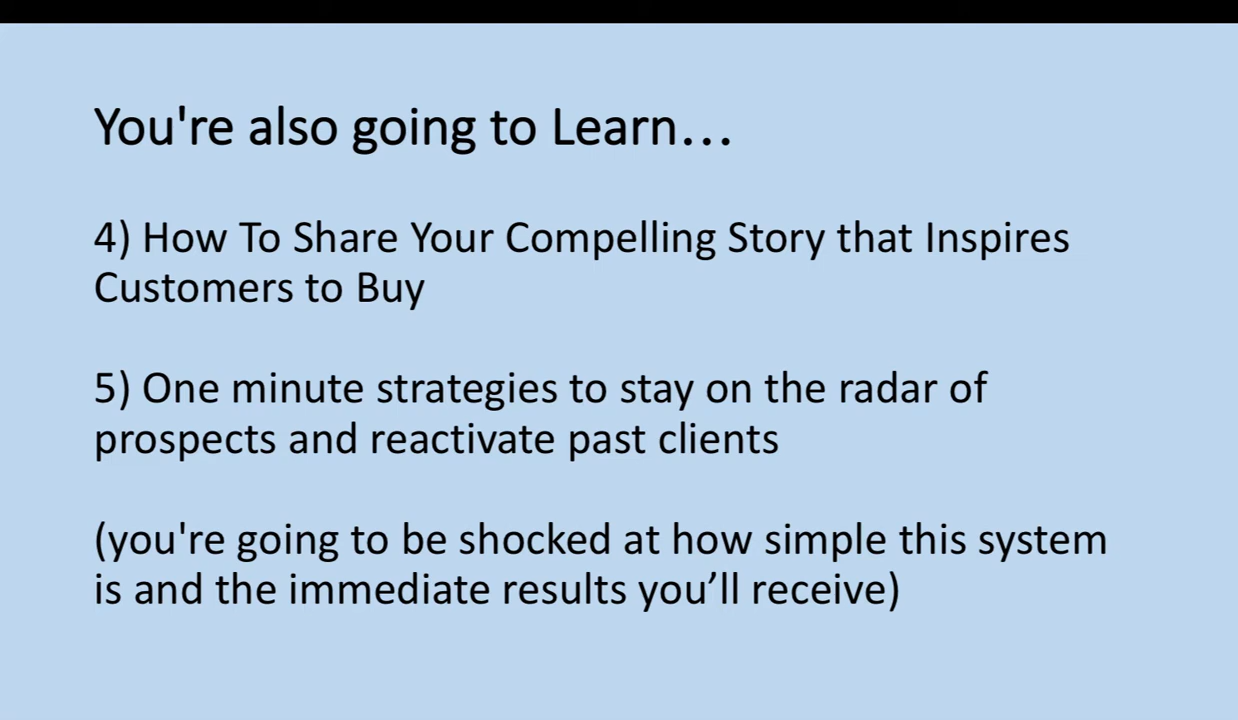 You're also going to Learn…
4) How To Share Your Compelling Story that Inspires
Customers to Buy
5) One minute strategies to stay on the radar of
prospects and reactivate past clients
(you're going to be shocked at how simple this system
is and the immediate results you’ll receive)